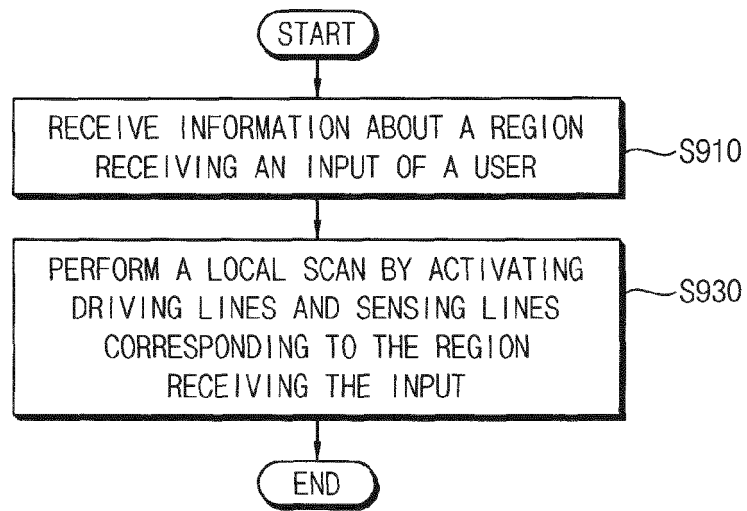 START
RECEIVE INFORMATION ABOUT A REGION
RECEIVING AN INPUT OF A USER
S910
PERFORM A LOCAL SCAN BY ACTIVATING
DRIVING LINES AND SENSING LINES
CORRESPONDING TO THE REGION
RECEIVING THE INPUT
S930
END